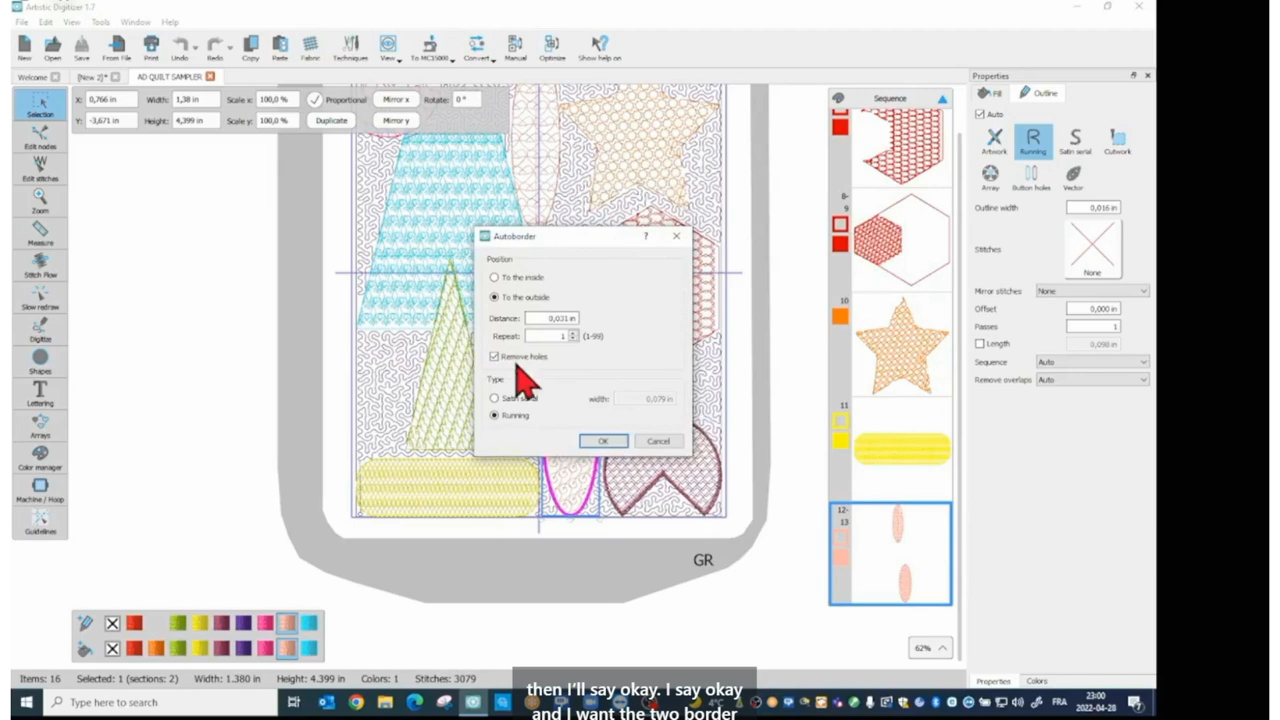 Artistic Digitizer 1.7
File Edit View Tools Window Help
New Open Save From File Print Undo Redo Copy Paste Fabric Techniques View To MC15000 Convert Manual Optimize Show help on
Welcome [New 2]* AD QUILT SAMPLER
X: 0,766 in Width: 1,38 in Scale x: 100,0 % Proportional Mirror x Rotate: 0 °
Y: -3,671 in Height: 4,399 in Scale y: 100,0 % Duplicate Mirror y
Selection
Edit nodes
Edit stitches
Zoom
Measure
Stitch Flow
Slow redraw
Digitize
Shapes
Lettering
Arrays
Color manager
Machine / Hoop
Guidelines
Autoborder ?
Position
To the inside
To the outside
Distance: 0,031 in
Repeat: 1 (1-99)
Remove holes
Type
width: 0,079 in
Running
OK Cancel
GR
Sequence
8-
9
10
11
12-
13
62%
Properties
Fill Outline
Auto
Artwork Running Satin serial Cutwork
Array Button holes Vector
Outline width 0,016 in
Stitches
None
Mirror stitches None
Offset 0,000 in
Passes 1
Length 0,098 in
Sequence Auto
Remove overlaps Auto
Properties Colors
Items: 16 Selected: 1 (sections: 2) Width: 1.380 in Height: 4.399 in Colors: 1 Stitches: 3079
then I'll say okay. I say okay
and I want the two border
Type here to search
4°C
FRA
23:00
2022-04-28